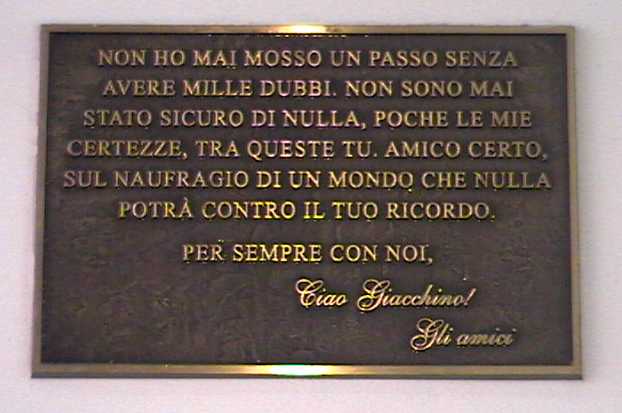 NON HO MAI MOSSO UN PASSO SENZA
AVERE MILLE DUBBI. NON SONO MAI
STATO SICURO DI NULLA, POCHE LE MIE
CERTEZZE, TRA QUESTE TU. AMICO CERTO,
SUL NAUFRAGIO DI UN MONDO CHE NULLA
POTRÀ CONTRO IL TUO RICORDO.
PER SEMPRE CON NOI,
Ciao Giacchino!
Gli amici